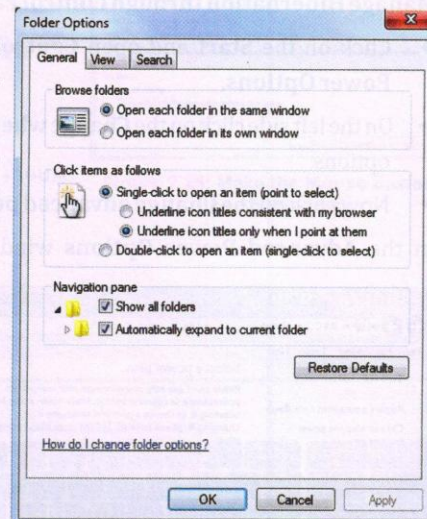 Folder Options
General View Search
Browse folders
Open each folder in the same window
Open each folder in its own window
Click items as follows
Single-click to open an item (point to select)
Underline icon titles consistent with my browser
Underline icon titles only when I point at them
Double-click to open an item (single-click to select)
Navigation pane
Show all folders
Automatically expand to current folder
Restore Defaults
How do I change folder options?
OK Cancel Apply